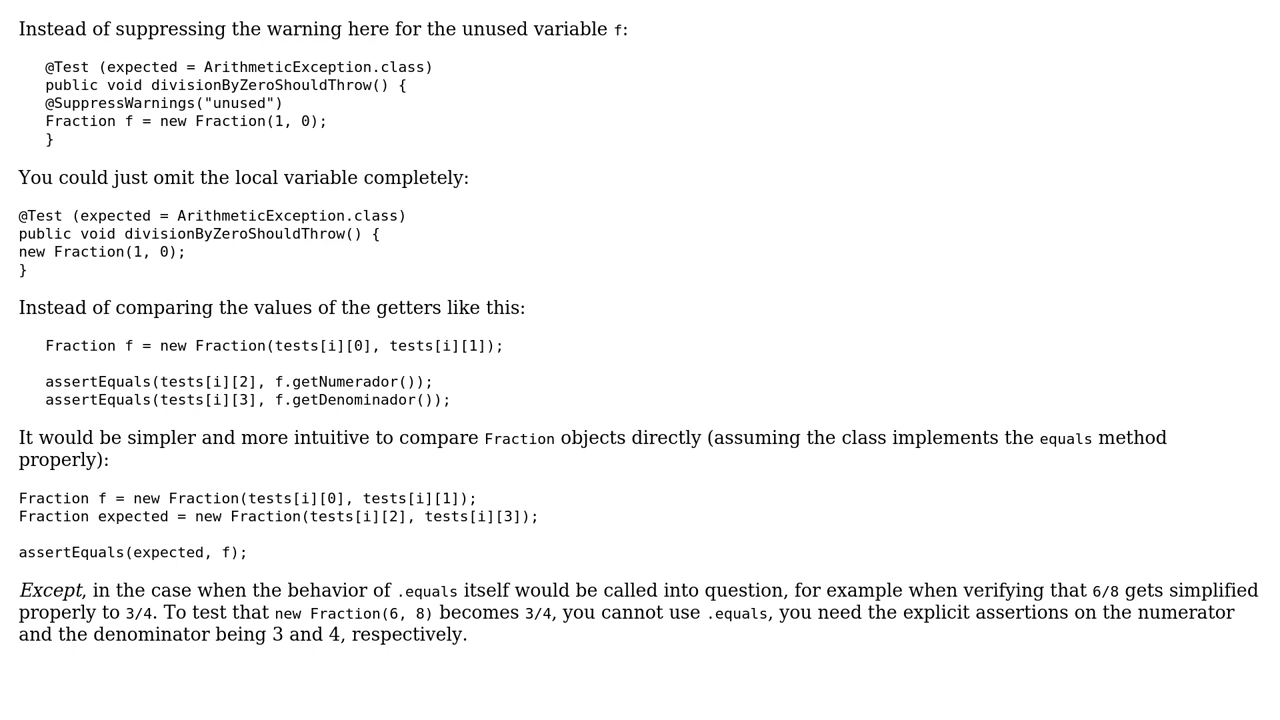 Instead of suppressing the warning here for the unused variable f:
@Test (expected = ArithmeticException.class)
public void divisionByZeroShouldThrow() {
@SuppressWarnings("unused")
Fraction f = new Fraction(1, 0);
}
You could just omit the local variable completely:
@Test (expected = ArithmeticException.class)
public void divisionByZeroShouldThrow() {
new Fraction(1, 0);
}
Instead of comparing the values of the getters like this:
Fraction f = new Fraction(tests[i][0], tests[i][1]);
assertEquals(tests[i][2], f.getNumerador());
assertEquals(tests[i][3], f.getDenominador());
It would be simpler and more intuitive to compare Fraction objects directly (assuming the class implements the equals method
properly):
Fraction f = new Fraction(tests[i][0], tests[i][1]);
Fraction expected = new Fraction(tests[i][2], tests[i][3]);
assertEquals(expected, f);
Except, in the case when the behavior of .equals itself would be called into question, for example when verifying that 6/8 gets simplified
properly to 3/4. To test that new Fraction(6, 8) becomes 3/4, you cannot use .equals, you need the explicit assertions on the numerator
and the denominator being 3 and 4, respectively.